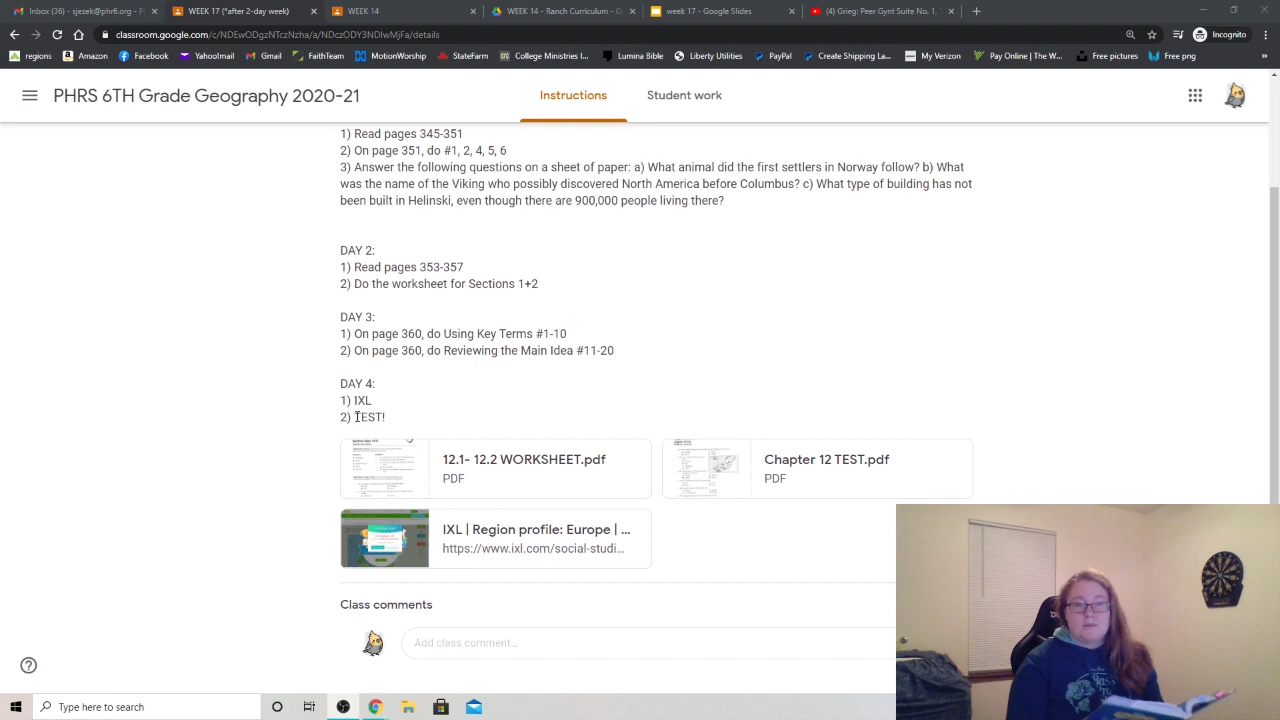 Inbox (50) - sjezek@phr6.org
WEEK 17 (*after 2-day week)
WEEK 14
WEEK 14 - Ranch Curriculum - G
week 17 - Google Slides
Grieg: Peer Gynt Suite No. 1,
classroom.google.com/c/NDEwODgzNTczNzha/a/NDczODY3NDIwMjFa/details
Incognito
regions
Amazon
Facebook
YahooMail
Gmail
FaithTeam
MotionWorship
StateFarm
College Ministries I...
Lumina Bible
Liberty Utilities
PayPal
Create Shipping La...
My Verizon
Paying On | The W...
Free pictures
Free png
PHRS 6TH Grade Geography 2020-21
Instructions
Student work
1) Read pages 345-351
2) On page 351, do #1, 2, 4, 5, 6
3) Answer the following questions on a sheet of paper: a) What animal did the first settlers in Norway follow? b) What
was the name of the Viking who possibly discovered North America before Columbus? c) What type of building has not
been built in Helinski, even though there are 900,000 people living there?
DAY 2:
1) Read pages 353-357
2) Do the worksheet for Sections 1+2
DAY 3:
1) On page 360, do Using Key Terms #1-10
2) On page 360, do Reviewing the Main Idea #11-20
DAY 4:
1) IXL
2) TEST!
12.1- 12.2 WORKSHEET.pdf
PDF
Chapter 12 TEST.pdf
PDF
IXL | Region profile: Europe | ...
https://www.ixl.com/social-studi...
Class comments
Add class comment...
Type here to search